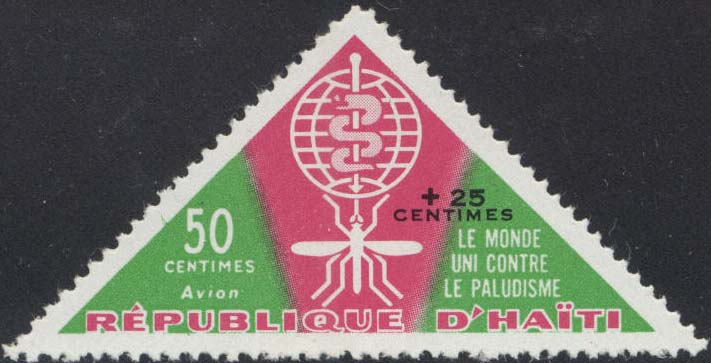 + 25
CENTIMES
50
CENTIMES
Avion
LE MONDE
UNI CONTRE
LE PALUDISME
RÉPUBLIQUE D'HAÏTI